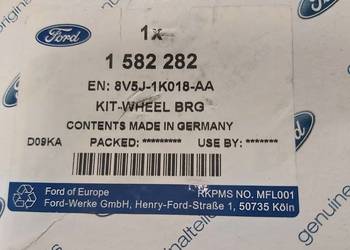 Ford
1x
1 582 282
EN: 8V5J-1K018-AA
KIT-WHEEL BRG
CONTENTS MADE IN GERMANY
D09KA PACKED: ********* USE BY: *******
Ford of Europe RKPMS NO. MFL001
Ford-Werke GmbH, Henry-Ford-Straße 1, 50735 Köln
genuine